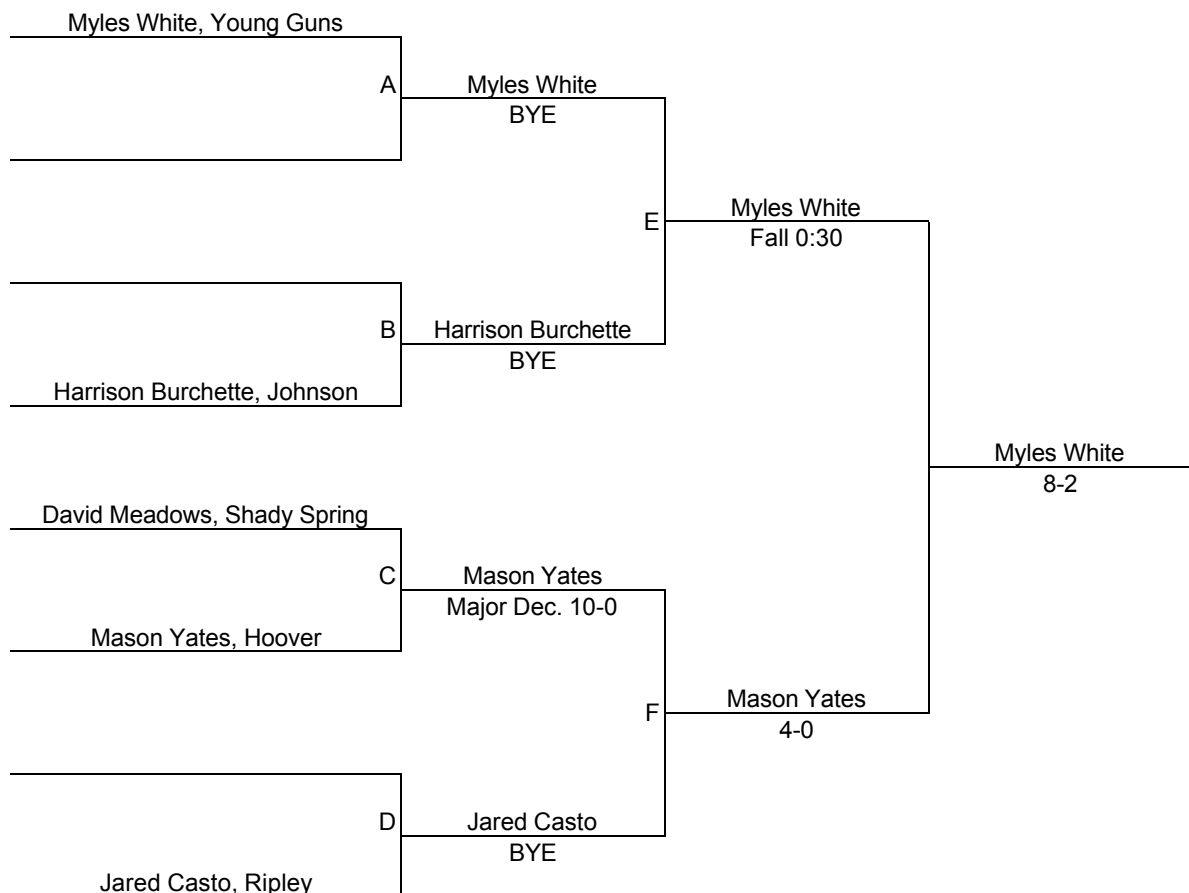 Myles White, Young Guns
A
Myles White
BYE
E
Myles White
Fall 0:30
B
Harrison Burchette
BYE
Harrison Burchette, Johnson
Myles White
8-2
David Meadows, Shady Spring
C
Mason Yates
Major Dec. 10-0
Mason Yates, Hoover
F
Mason Yates
4-0
D
Jared Casto
BYE
Jared Casto, Ripley